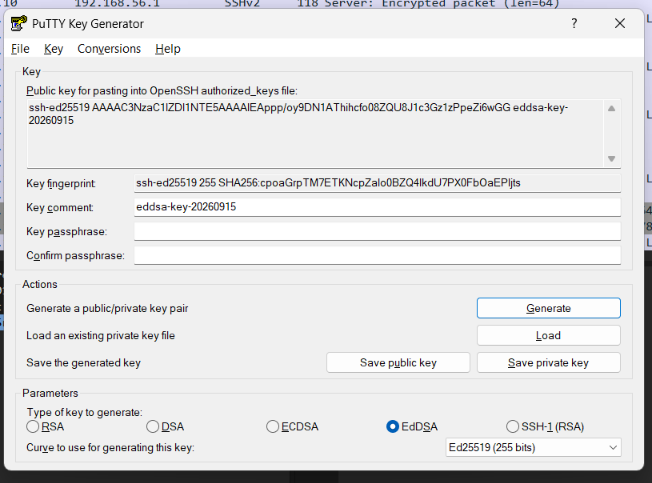 192.168.56.1 SSHv2 118 Server: Encrypted packet (len=64)
PuTTY Key Generator
File Key Conversions Help
Key
Public key for pasting into OpenSSH authorized_keys file:
ssh-ed25519 AAAAC3NzaC1lZDI1NTE5AAAAIEAppp/oy9DN1AThihcfo08ZQU8J1c3Gz1zPpeZi6wGG eddsa-key-
20260915
Key fingerprint: ssh-ed25519 255 SHA256:cpoaGrpTM7ETKNcpZalo0BZQ4lkdU7PX0FbOaEPIjts
Key comment: eddsa-key-20260915
Key passphrase:
Confirm passphrase:
Actions
Generate a public/private key pair Generate
Load an existing private key file Load
Save the generated key Save public key Save private key
Parameters
Type of key to generate:
RSA DSA ECDSA EdDSA SSH-1 (RSA)
Curve to use for generating this key: Ed25519 (255 bits)